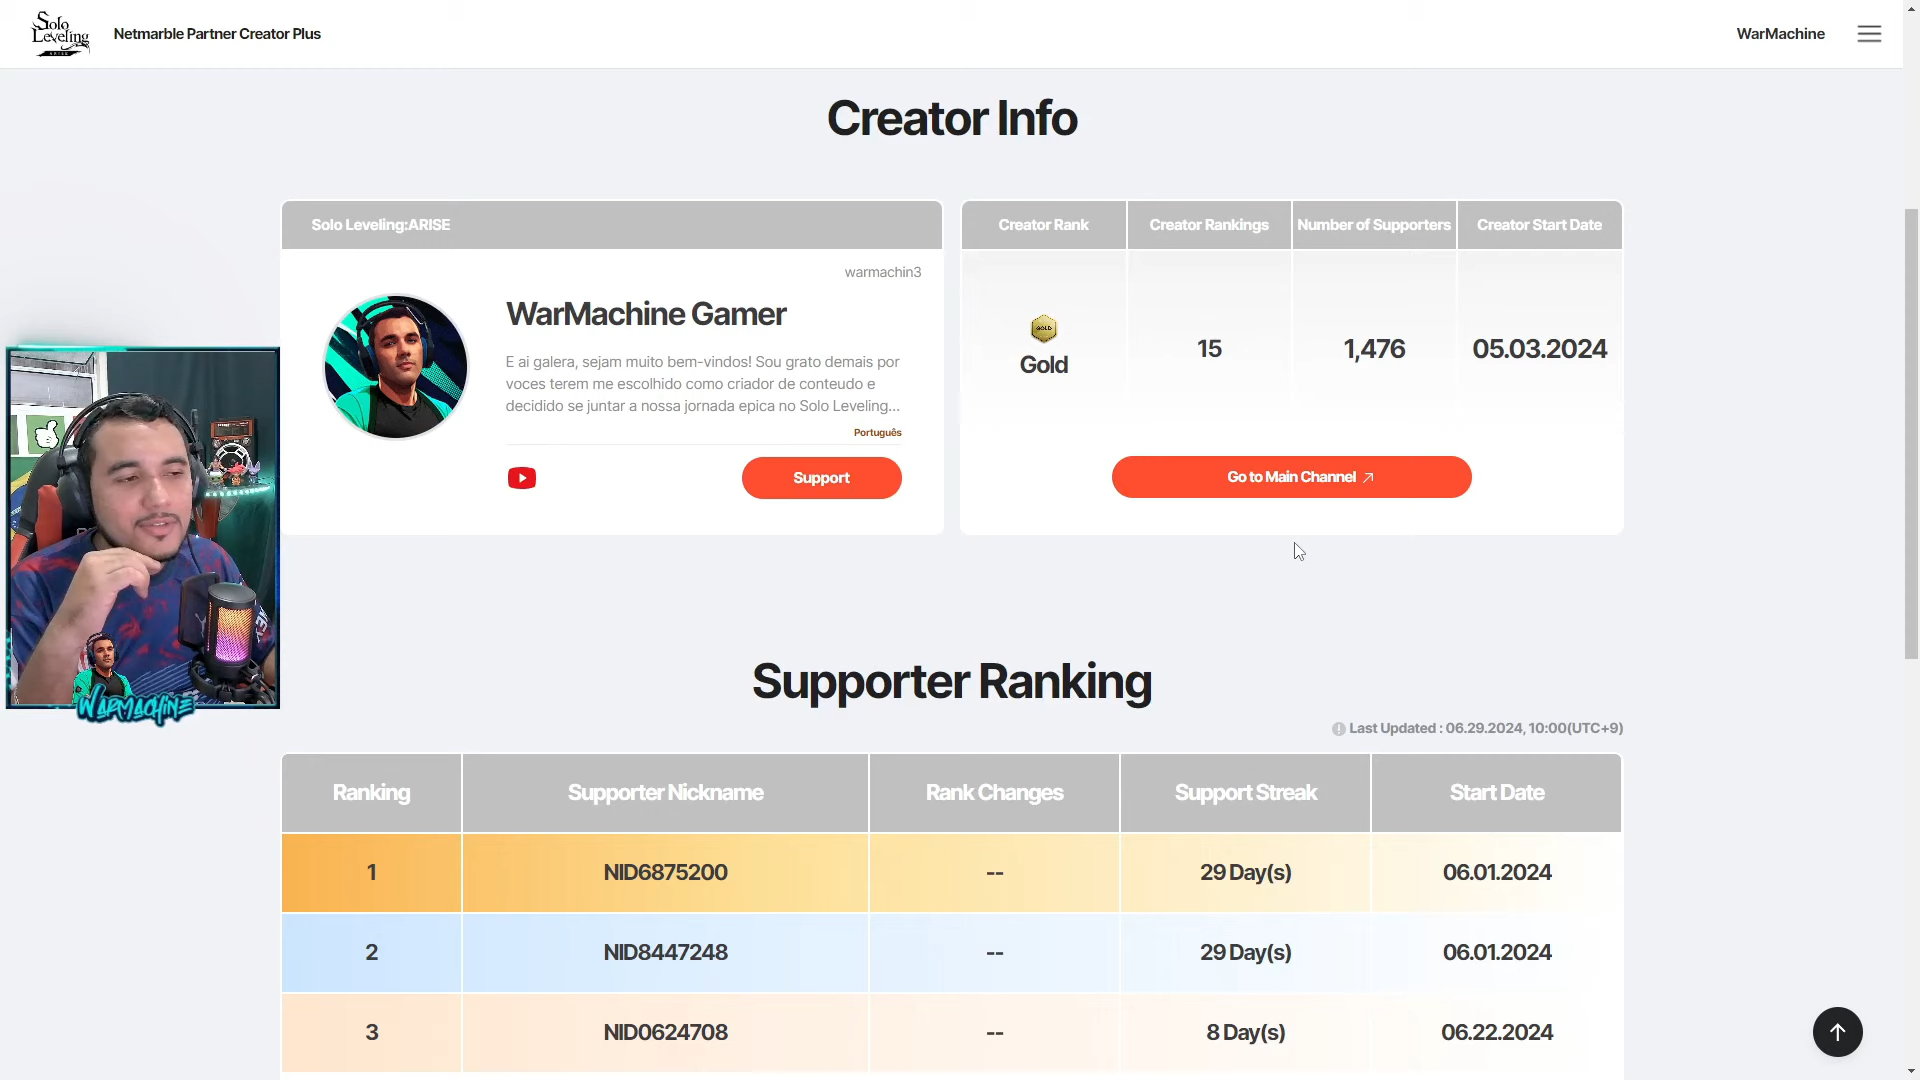 Solo
Leveling
ARISE
Netmarble Partner Creator Plus
WarMachine
Creator Info
Solo Leveling:ARISE
warmachin3
WarMachine Gamer
E ai galera, sejam muito bem-vindos! Sou grato demais por
voces terem me escolhido como criador de conteudo e
decidido se juntar a nossa jornada epica no Solo Leveling...
Português
Support
Creator Rank
Creator Rankings
Number of Supporters
Creator Start Date
GOLD
Gold
15
1,476
05.03.2024
Go to Main Channel
WARMACHINE
Supporter Ranking
Last Updated : 06.29.2024, 10:00(UTC+9)
Ranking
Supporter Nickname
Rank Changes
Support Streak
Start Date
1
NID6875200
--
29 Day(s)
06.01.2024
2
NID8447248
--
29 Day(s)
06.01.2024
3
NID0624708
--
8 Day(s)
06.22.2024